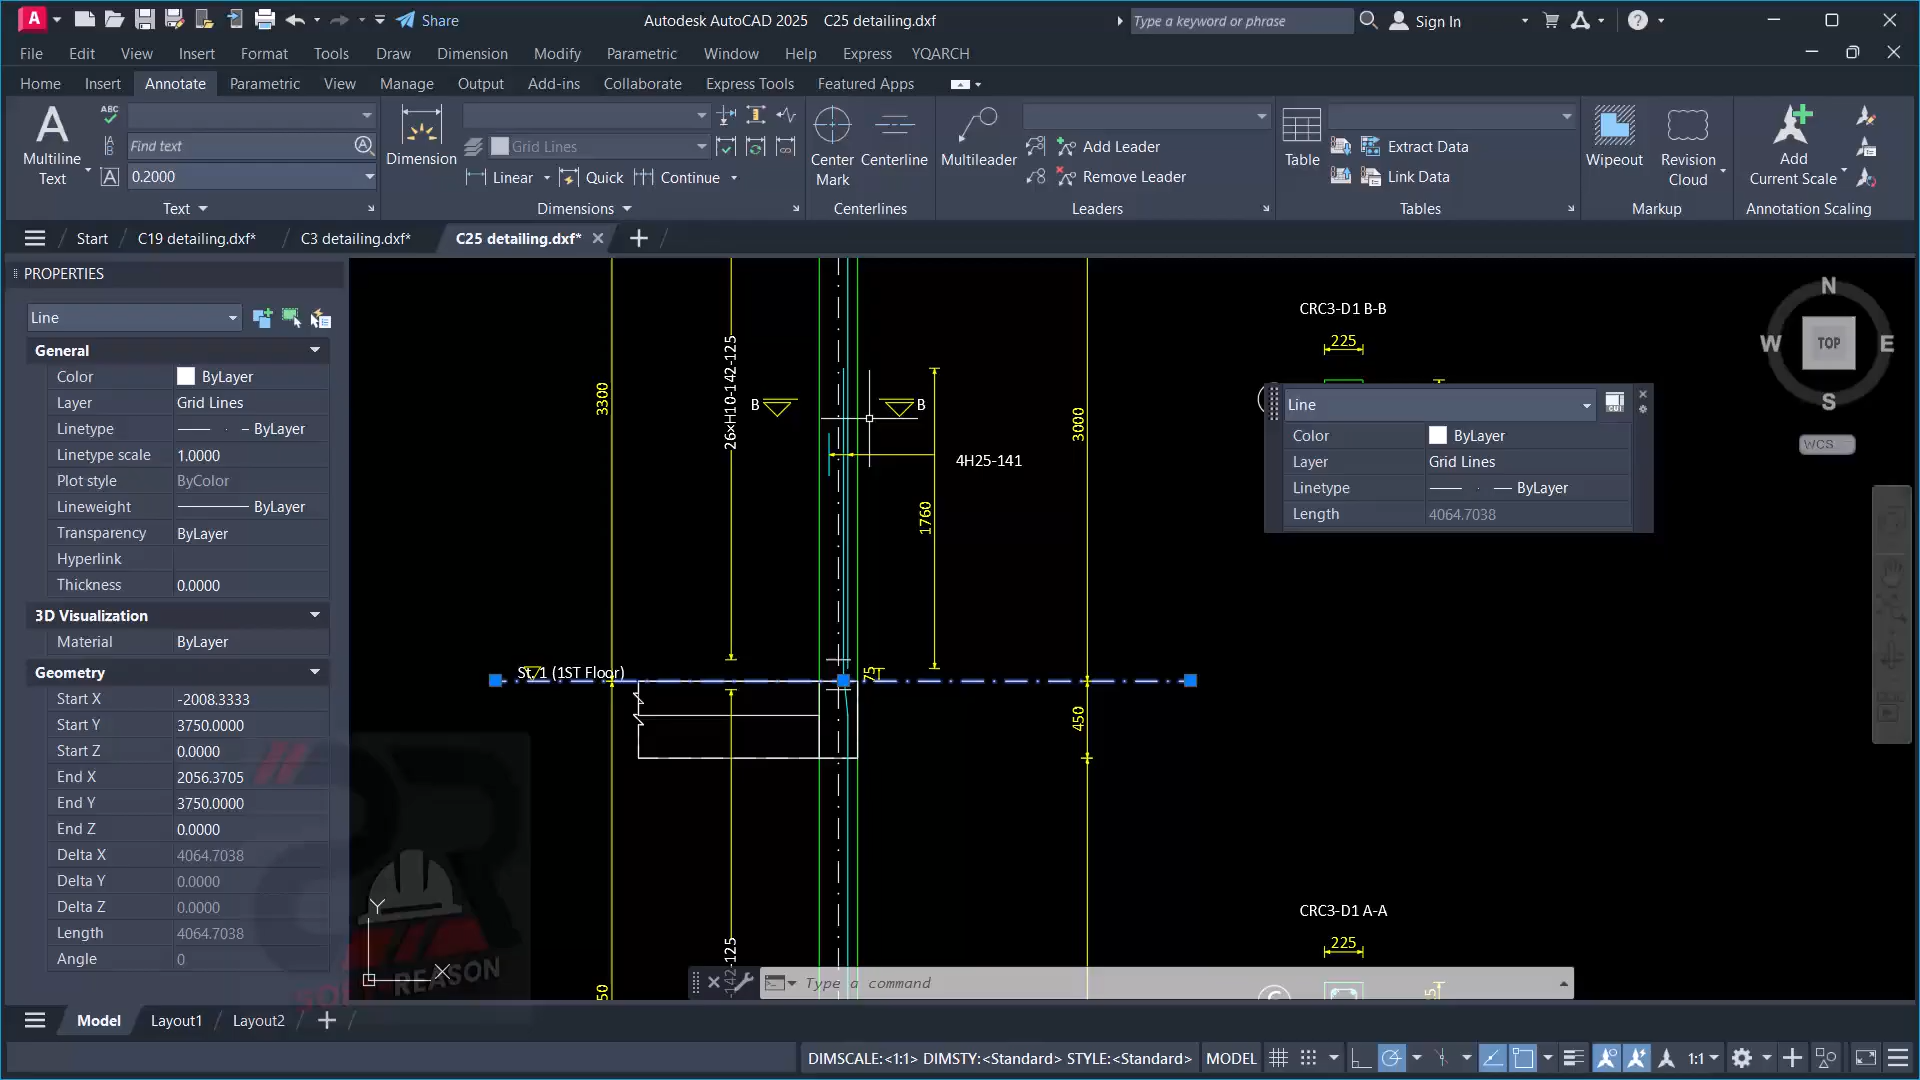 Share
Autodesk AutoCAD 2025 C25 detailing.dxf
Type a keyword or phrase
Sign In
File Edit View Insert Format Tools Draw Dimension Modify Parametric Window Help Express YQARCH
Home Insert Annotate Parametric View Manage Output Add-ins Collaborate Express Tools Featured Apps
Multiline Text
ABC
Find text
0.2000
Text
Dimension
Grid Lines
Linear Quick Continue
Dimensions
Center Mark
Centerline
Centerlines
Multileader
Add Leader
Remove Leader
Leaders
Table
Extract Data
Link Data
Tables
Wipeout
Revision Cloud
Markup
Add Current Scale
Annotation Scaling
Start C19 detailing.dxf* C3 detailing.dxf* C25 detailing.dxf*
PROPERTIES
Line
General
Color ByLayer
Layer Grid Lines
Linetype ByLayer
Linetype scale 1.0000
Plot style ByColor
Lineweight ByLayer
Transparency ByLayer
Hyperlink
Thickness 0.0000
3D Visualization
Material ByLayer
Geometry
Start X -2008.3333
Start Y 3750.0000
Start Z 0.0000
End X 2056.3705
End Y 3750.0000
End Z 0.0000
Delta X 4064.7038
Delta Y 0.0000
Delta Z 0.0000
Length 4064.7038
Angle 0
3300
26×H10-142-125
B
B
4H25-141
1760
3000
St.1 (1ST Floor)
75
450
-142-125
50
CRC3-D1 B-B
225
Line
Color ByLayer
Layer Grid Lines
Linetype ByLayer
Length 4064.7038
N
W TOP E
S
WCS
CRC3-D1 A-A
225
C
Y
X
Type a command
Model Layout1 Layout2
DIMSCALE:<1:1> DIMSTY:<Standard> STYLE:<Standard> MODEL
1:1